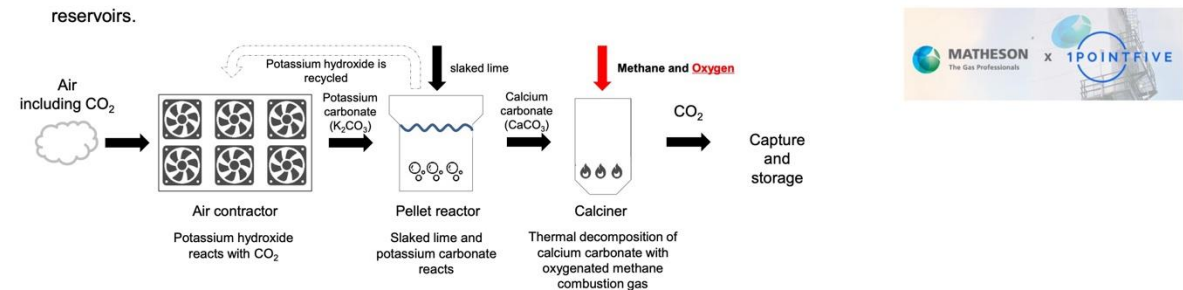 reservoirs.
MATHESON
The Gas Professionals
x
1POINTFIVE
Potassium hydroxide is
recycled
slaked lime
Methane and Oxygen
Air
including CO₂
Potassium
carbonate
(K₂CO₃)
Calcium
carbonate
(CaCO₃)
CO₂
Capture
and
storage
Air contractor
Potassium hydroxide
reacts with CO₂
Pellet reactor
Slaked lime and
potassium carbonate
reacts
Calciner
Thermal decomposition of
calcium carbonate with
oxygenated methane
combustion gas